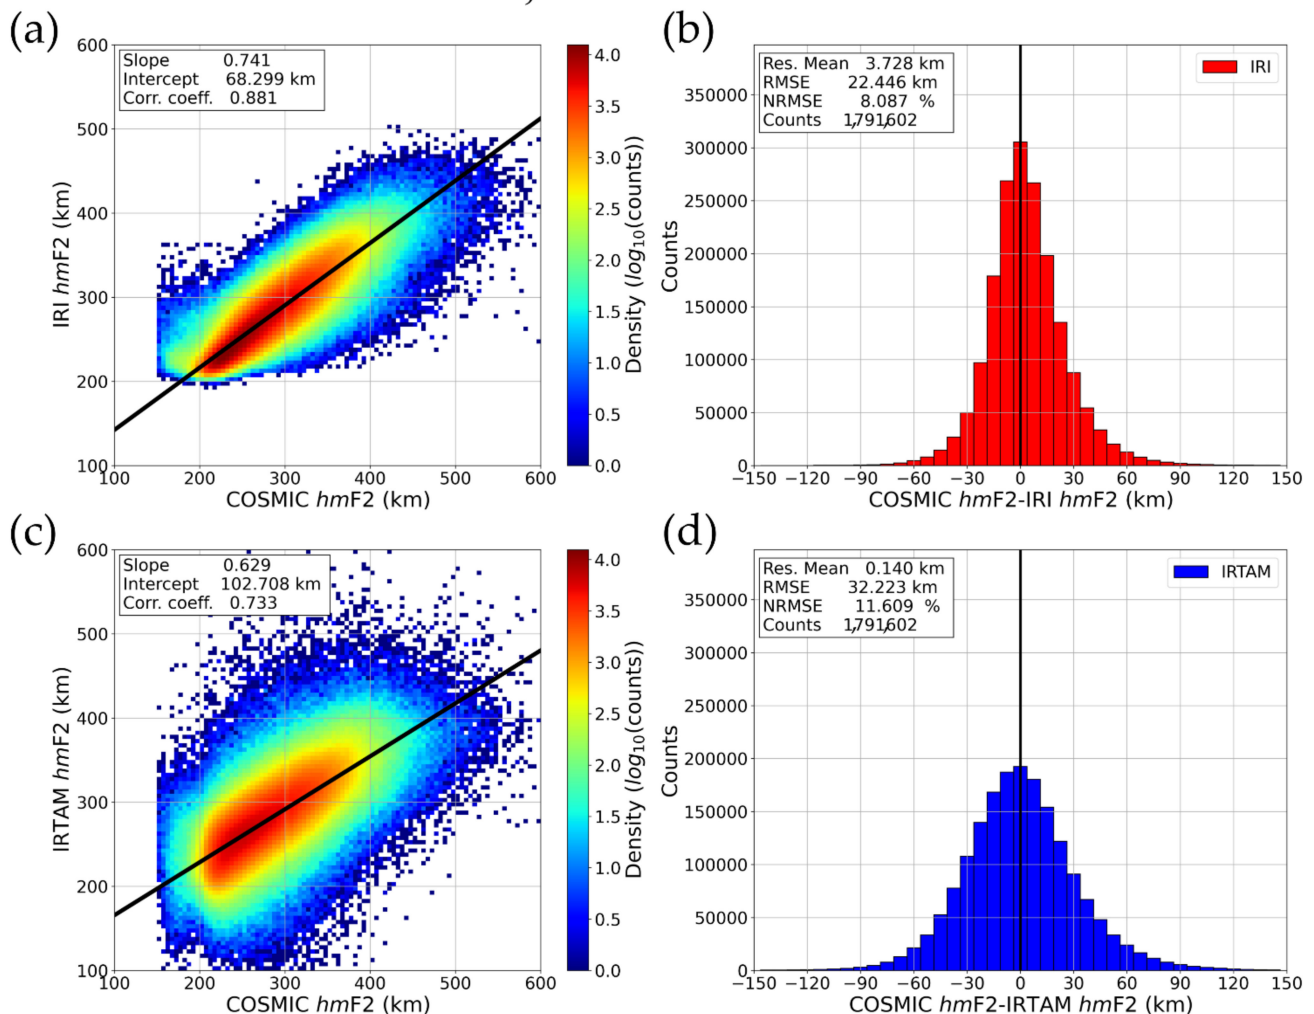 (a)
600
500
400
300
200
100
IRI hmF2 (km)
Slope 0.741
Intercept 68.299 km
Corr. coeff. 0.881
100 200 300 400 500 600
COSMIC hmF2 (km)
4.0
3.5
3.0
2.5
2.0
1.5
1.0
0.5
0.0
Density (log10(counts))
(b)
350000
300000
250000
200000
150000
100000
50000
0
Counts
Res. Mean 3.728 km
RMSE 22.446 km
NRMSE 8.087 %
Counts 1,791,602
IRI
−150 −120 −90 −60 −30 0 30 60 90 120 150
COSMIC hmF2-IRI hmF2 (km)
(c)
600
500
400
300
200
100
IRTAM hmF2 (km)
Slope 0.629
Intercept 102.708 km
Corr. coeff. 0.733
100 200 300 400 500 600
COSMIC hmF2 (km)
4.0
3.5
3.0
2.5
2.0
1.5
1.0
0.5
0.0
Density (log10(counts))
(d)
350000
300000
250000
200000
150000
100000
50000
0
Counts
Res. Mean 0.140 km
RMSE 32.223 km
NRMSE 11.609 %
Counts 1,791,602
IRTAM
−150 −120 −90 −60 −30 0 30 60 90 120 150
COSMIC hmF2-IRTAM hmF2 (km)